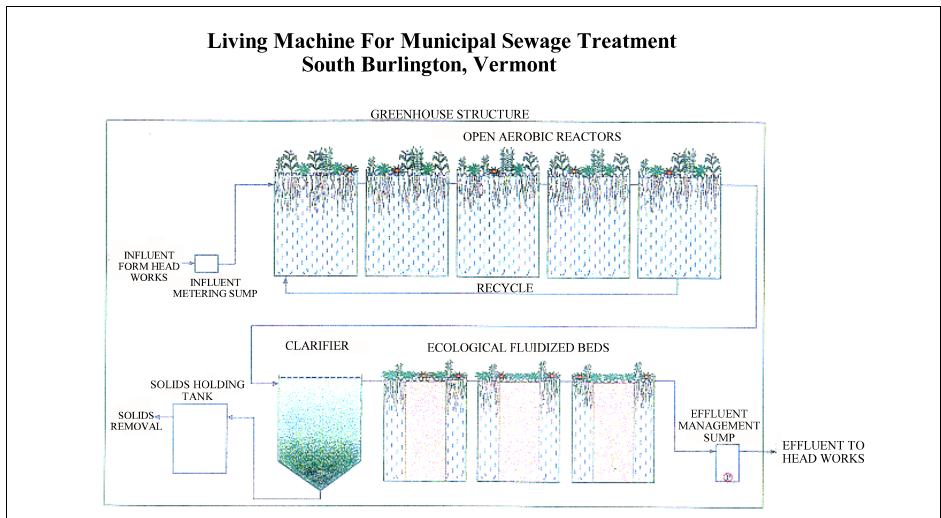 Living Machine For Municipal Sewage Treatment
South Burlington, Vermont
GREENHOUSE STRUCTURE
OPEN AEROBIC REACTORS
INFLUENT
FORM HEAD
WORKS
INFLUENT
METERING SUMP
RECYCLE
CLARIFIER
ECOLOGICAL FLUIDIZED BEDS
SOLIDS HOLDING
TANK
SOLIDS
REMOVAL
EFFLUENT
MANAGEMENT
SUMP
EFFLUENT TO
HEAD WORKS